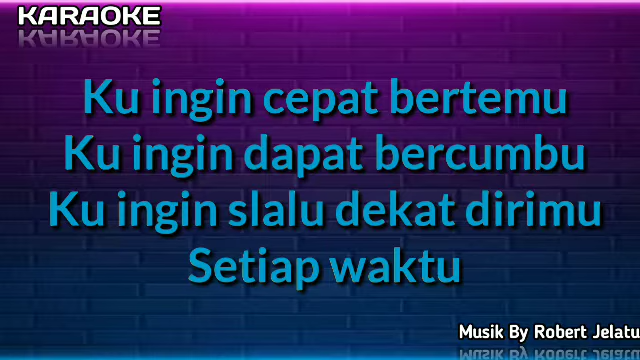 KARAOKE
Ku ingin cepat bertemu
Ku ingin dapat bercumbu
Ku ingin slalu dekat dirimu
Setiap waktu
Musik By Robert Jelatu